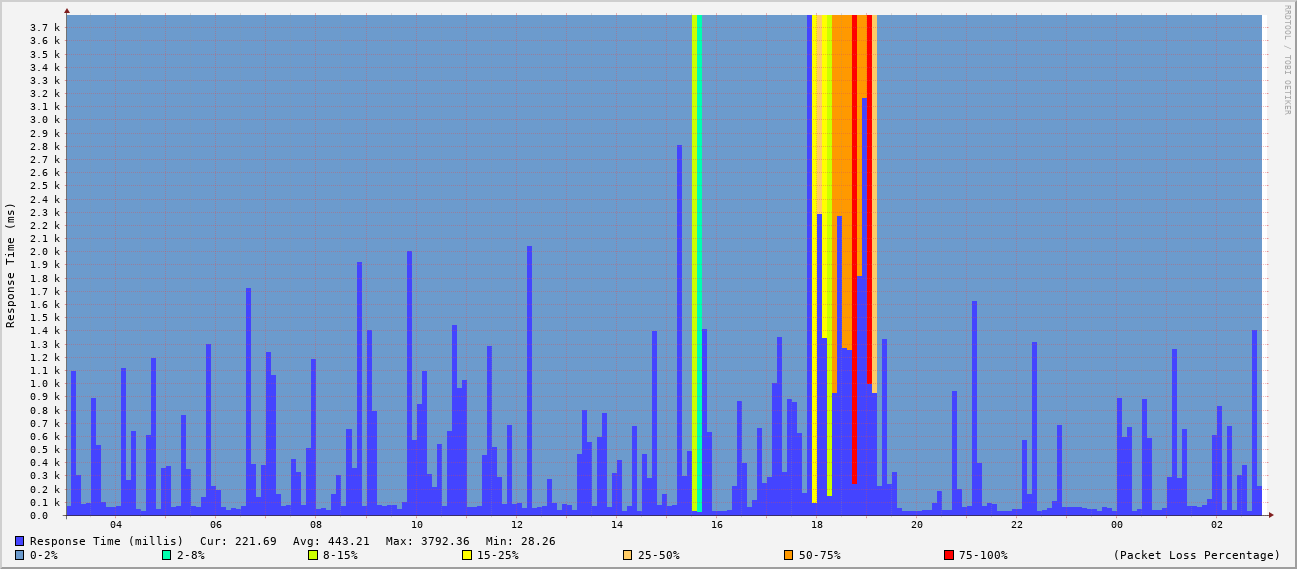 RRDTOOL / TOBI OETIKER
Response Time (ms)
3.7 k
3.6 k
3.5 k
3.4 k
3.3 k
3.2 k
3.1 k
3.0 k
2.9 k
2.8 k
2.7 k
2.6 k
2.5 k
2.4 k
2.3 k
2.2 k
2.1 k
2.0 k
1.9 k
1.8 k
1.7 k
1.6 k
1.5 k
1.4 k
1.3 k
1.2 k
1.1 k
1.0 k
0.9 k
0.8 k
0.7 k
0.6 k
0.5 k
0.4 k
0.3 k
0.2 k
0.1 k
0.0
04 06 08 10 12 14 16 18 20 22 00 02
Response Time (millis) Cur: 221.69 Avg: 443.21 Max: 3792.36 Min: 28.26
0-2% 2-8% 8-15% 15-25% 25-50% 50-75% 75-100% (Packet Loss Percentage)